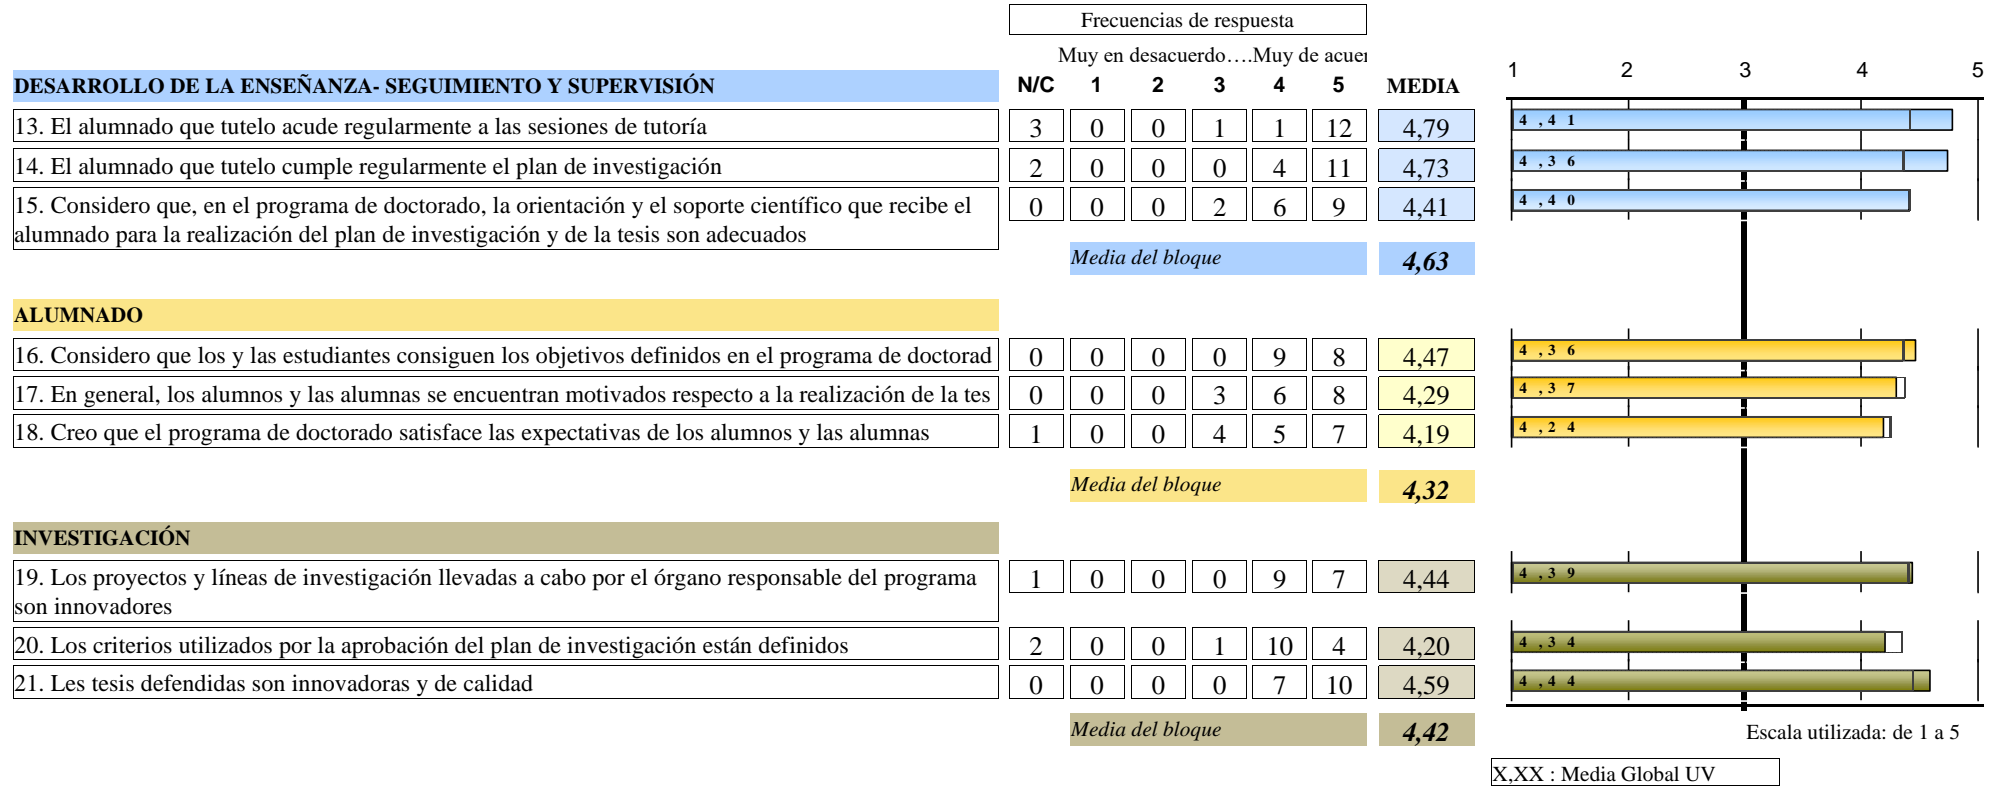 Frecuencias de respuesta
Muy en desacuerdo….Muy de acuer
DESARROLLO DE LA ENSEÑANZA- SEGUIMIENTO Y SUPERVISIÓN N/C 1 2 3 4 5 MEDIA 1 2 3 4 5
13. El alumnado que tutelo acude regularmente a las sesiones de tutoría 3 0 0 1 1 12 4,79 4,41
14. El alumnado que tutelo cumple regularmente el plan de investigación 2 0 0 0 4 11 4,73 4,36
15. Considero que, en el programa de doctorado, la orientación y el soporte científico que recibe el 0 0 0 2 6 9 4,41 4,40
alumnado para la realización del plan de investigación y de la tesis son adecuados
Media del bloque 4,63
ALUMNADO
16. Considero que los y las estudiantes consiguen los objetivos definidos en el programa de doctorad 0 0 0 0 9 8 4,47 4,36
17. En general, los alumnos y las alumnas se encuentran motivados respecto a la realización de la tes 0 0 0 3 6 8 4,29 4,37
18. Creo que el programa de doctorado satisface las expectativas de los alumnos y las alumnas 1 0 0 4 5 7 4,19 4,24
Media del bloque 4,32
INVESTIGACIÓN
19. Los proyectos y líneas de investigación llevadas a cabo por el órgano responsable del programa 1 0 0 0 9 7 4,44 4,39
son innovadores
20. Los criterios utilizados por la aprobación del plan de investigación están definidos 2 0 0 1 10 4 4,20 4,34
21. Les tesis defendidas son innovadoras y de calidad 0 0 0 0 7 10 4,59 4,44
Media del bloque 4,42
Escala utilizada: de 1 a 5
X,XX : Media Global UV